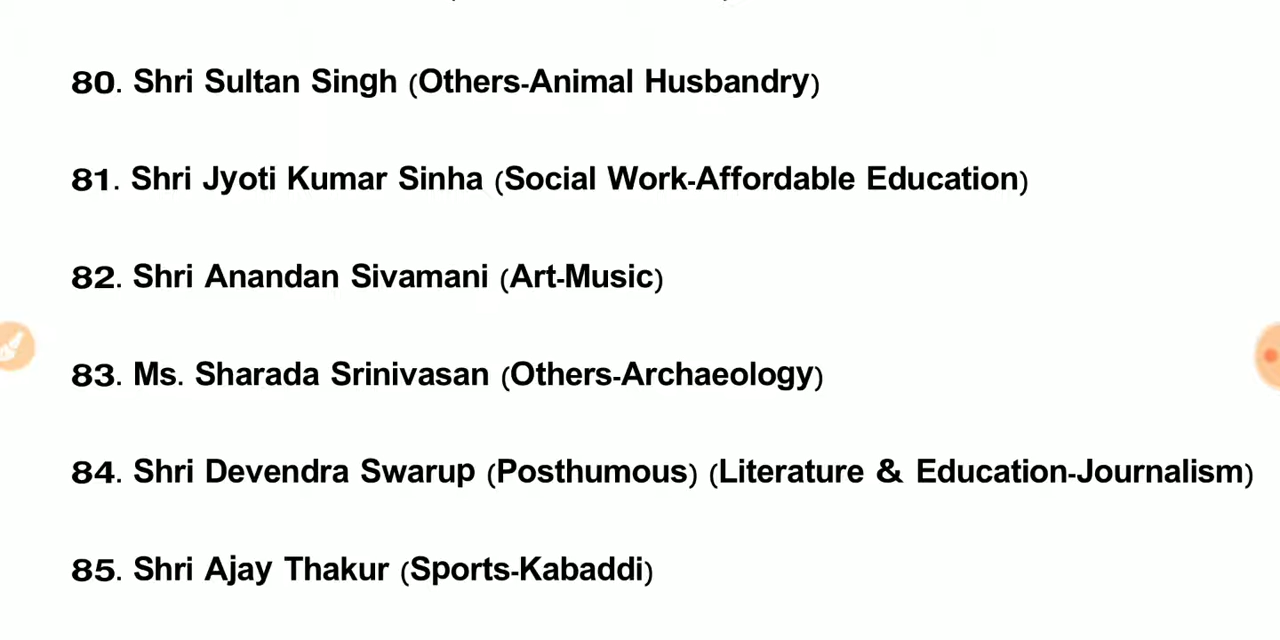 80. Shri Sultan Singh (Others-Animal Husbandry)
81. Shri Jyoti Kumar Sinha (Social Work-Affordable Education)
82. Shri Anandan Sivamani (Art-Music)
83. Ms. Sharada Srinivasan (Others-Archaeology)
84. Shri Devendra Swarup (Posthumous) (Literature & Education-Journalism)
85. Shri Ajay Thakur (Sports-Kabaddi)